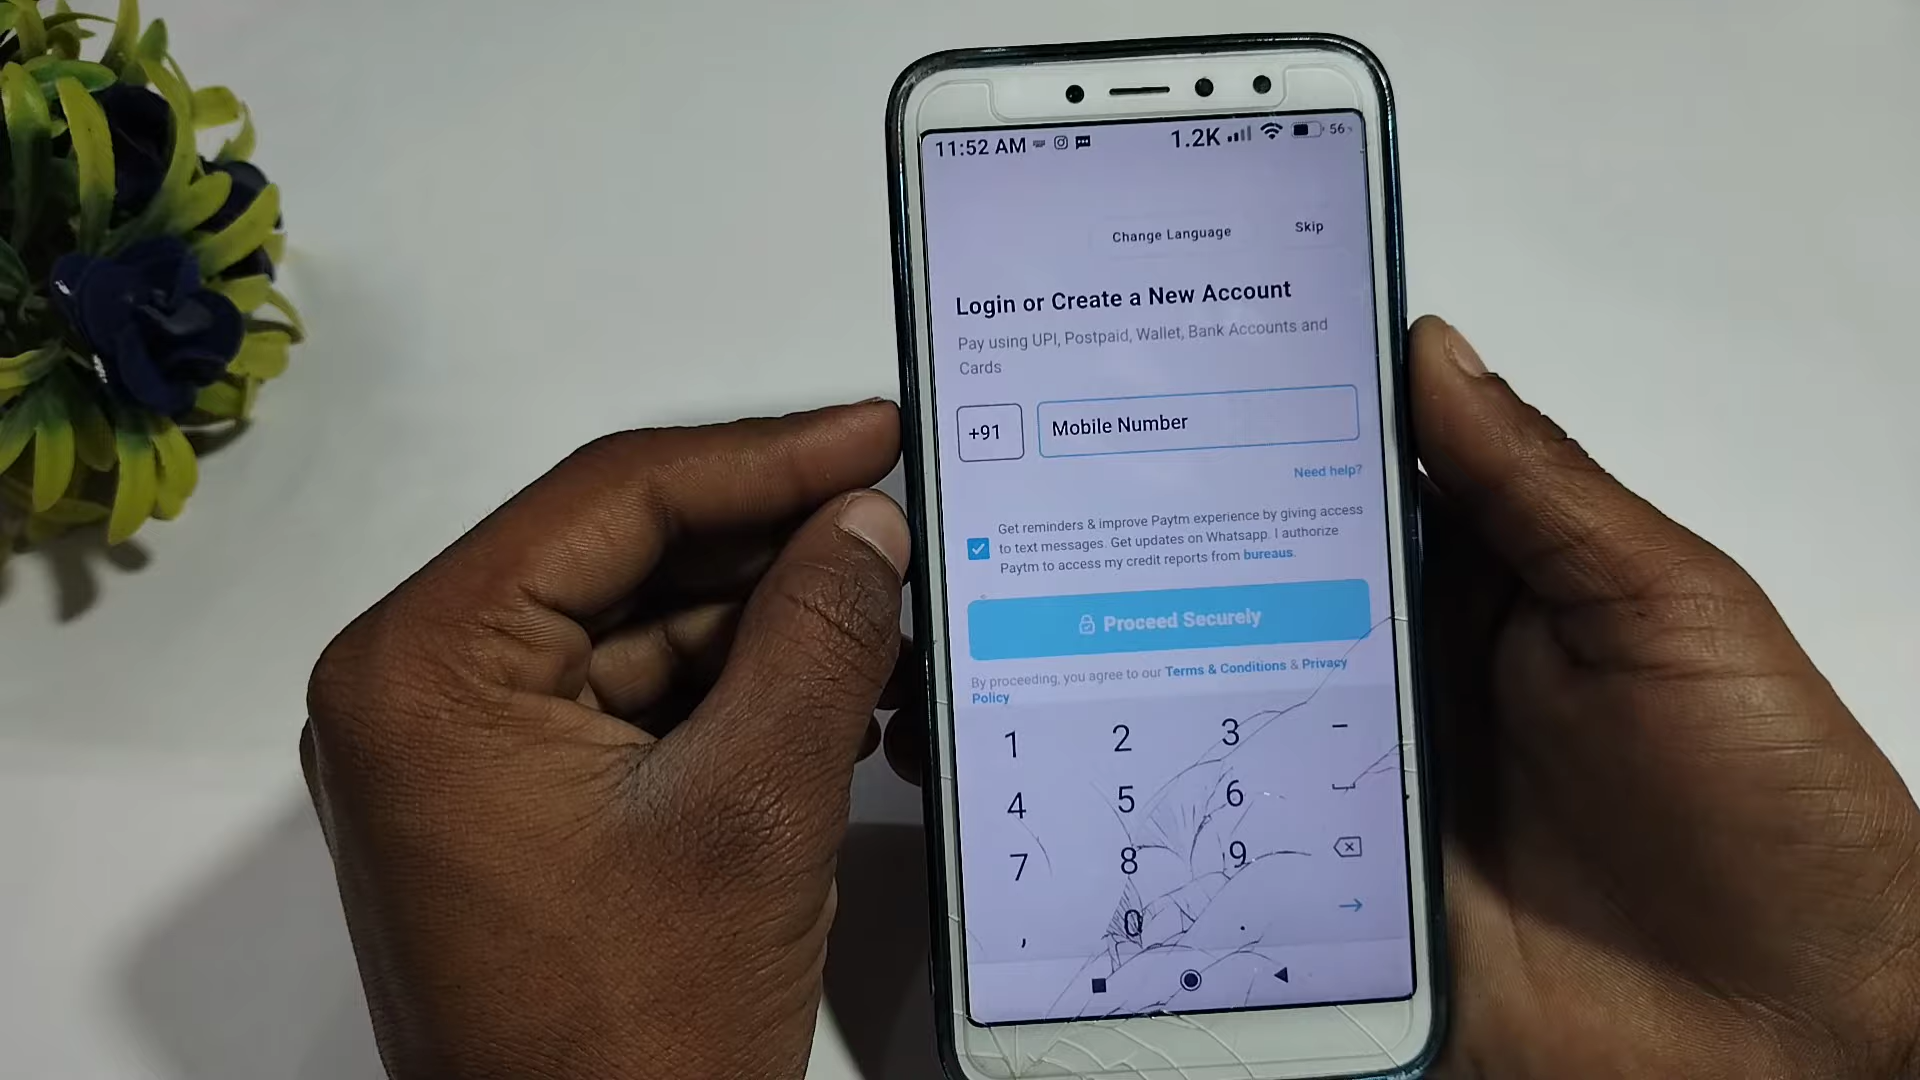 11:52 AM 1.2K 56
Change Language Skip
Login or Create a New Account
Pay using UPI, Postpaid, Wallet, Bank Accounts and
Cards
+91 Mobile Number
Need help?
Get reminders & improve Paytm experience by giving access
to text messages. Get updates on Whatsapp. I authorize
Paytm to access my credit reports from bureaus.
Proceed Securely
By proceeding, you agree to our Terms & Conditions & Privacy
Policy
1 2 3 -
4 5 6
7 8 9
, 0 .